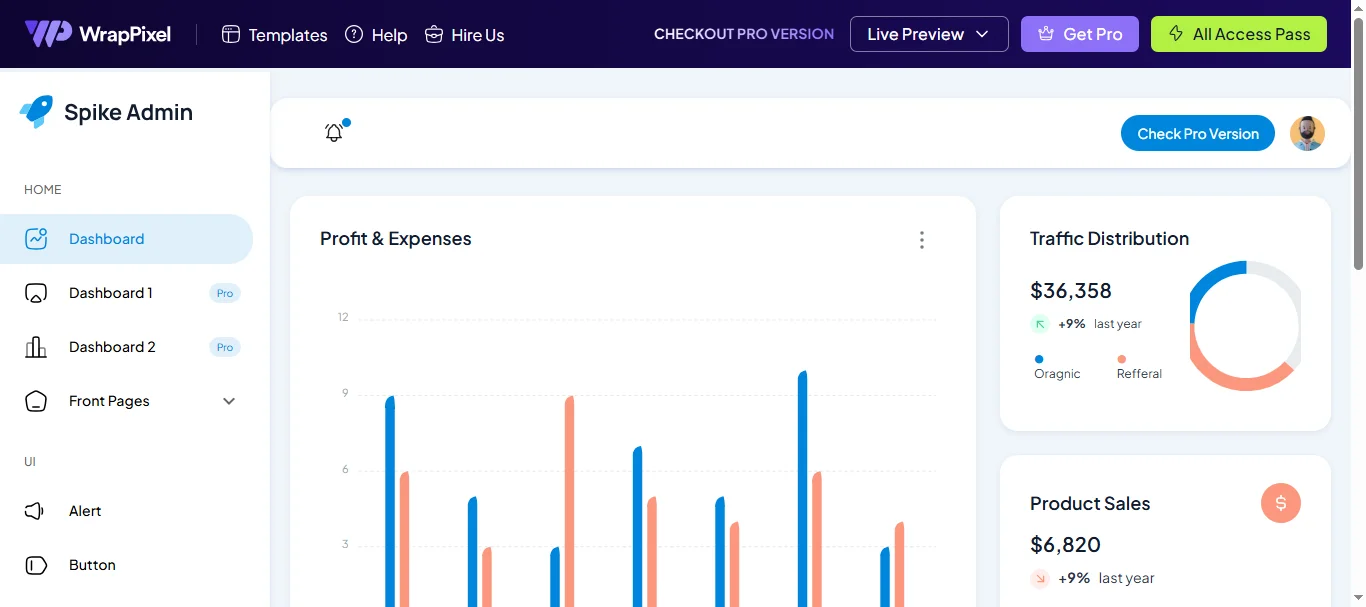 WrapPixel
Templates
Help
Hire Us
CHECKOUT PRO VERSION
Live Preview
Get Pro
All Access Pass
Spike Admin
Check Pro Version
HOME
Dashboard
Dashboard 1 Pro
Dashboard 2 Pro
Front Pages
UI
Alert
Button
Profit & Expenses
12
9
6
3
Traffic Distribution
$36,358
+9% last year
Oragnic
Refferal
Product Sales
$
$6,820
+9% last year